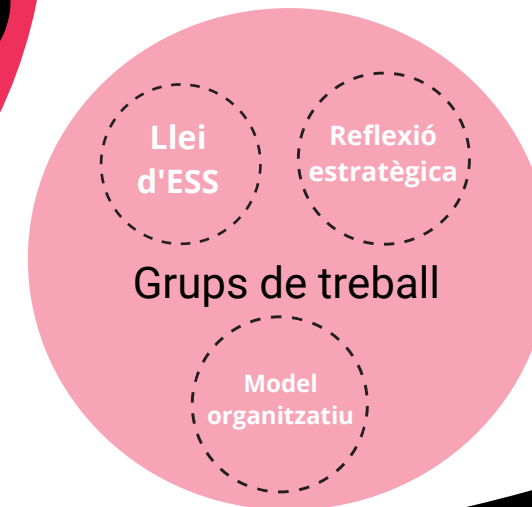 Llei
d'ESS
Reflexió
estratègica
Grups de treball
Model
organitzatiu